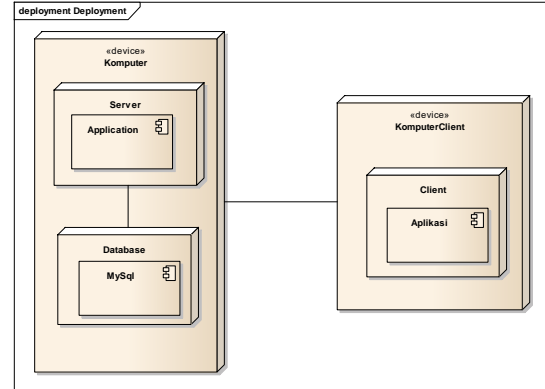 deployment Deployment
«device»
Komputer
Server
Application
Database
MySql
«device»
KomputerClient
Client
Aplikasi